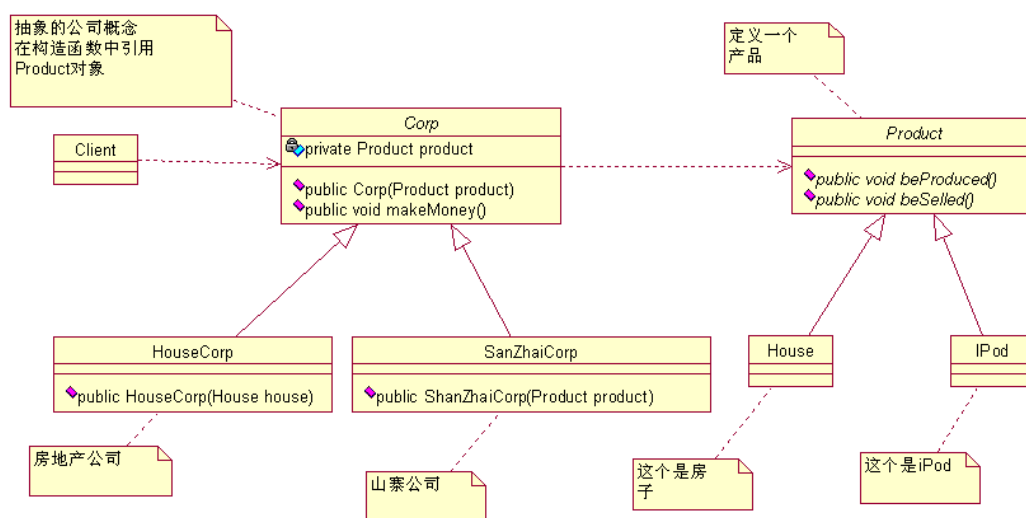 抽象的公司概念
在构造函数中引用
Product对象
定义一个
产品
Corp
private Product product
public Corp(Product product)
public void makeMoney()
Client
Product
public void beProduced()
public void beSelled()
HouseCorp
public HouseCorp(House house)
SanZhaiCorp
public ShanZhaiCorp(Product product)
House
IPod
房地产公司
山寨公司
这个是房
子
这个是iPod